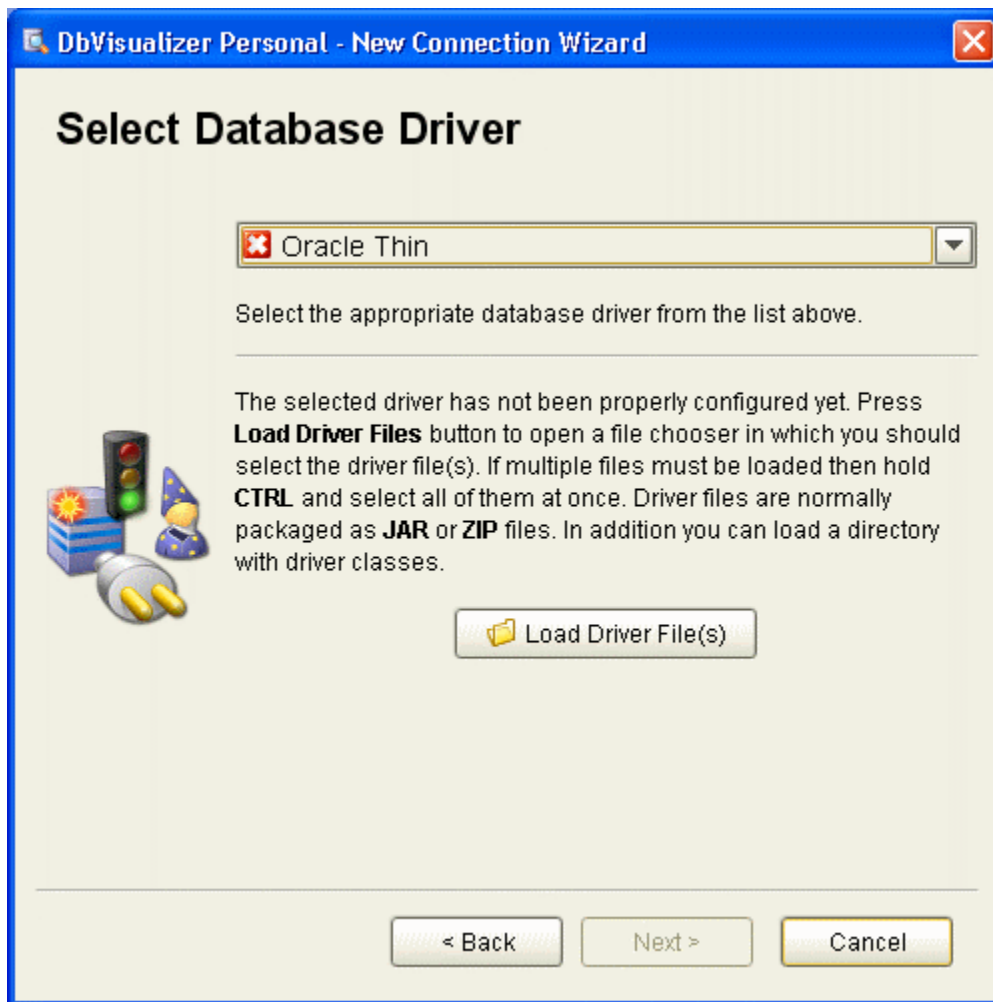 DbVisualizer Personal - New Connection Wizard
Select Database Driver
Oracle Thin
Select the appropriate database driver from the list above.
The selected driver has not been properly configured yet. Press
Load Driver Files button to open a file chooser in which you should
select the driver file(s). If multiple files must be loaded then hold
CTRL and select all of them at once. Driver files are normally
packaged as JAR or ZIP files. In addition you can load a directory
with driver classes.
Load Driver File(s)
< Back
Next >
Cancel